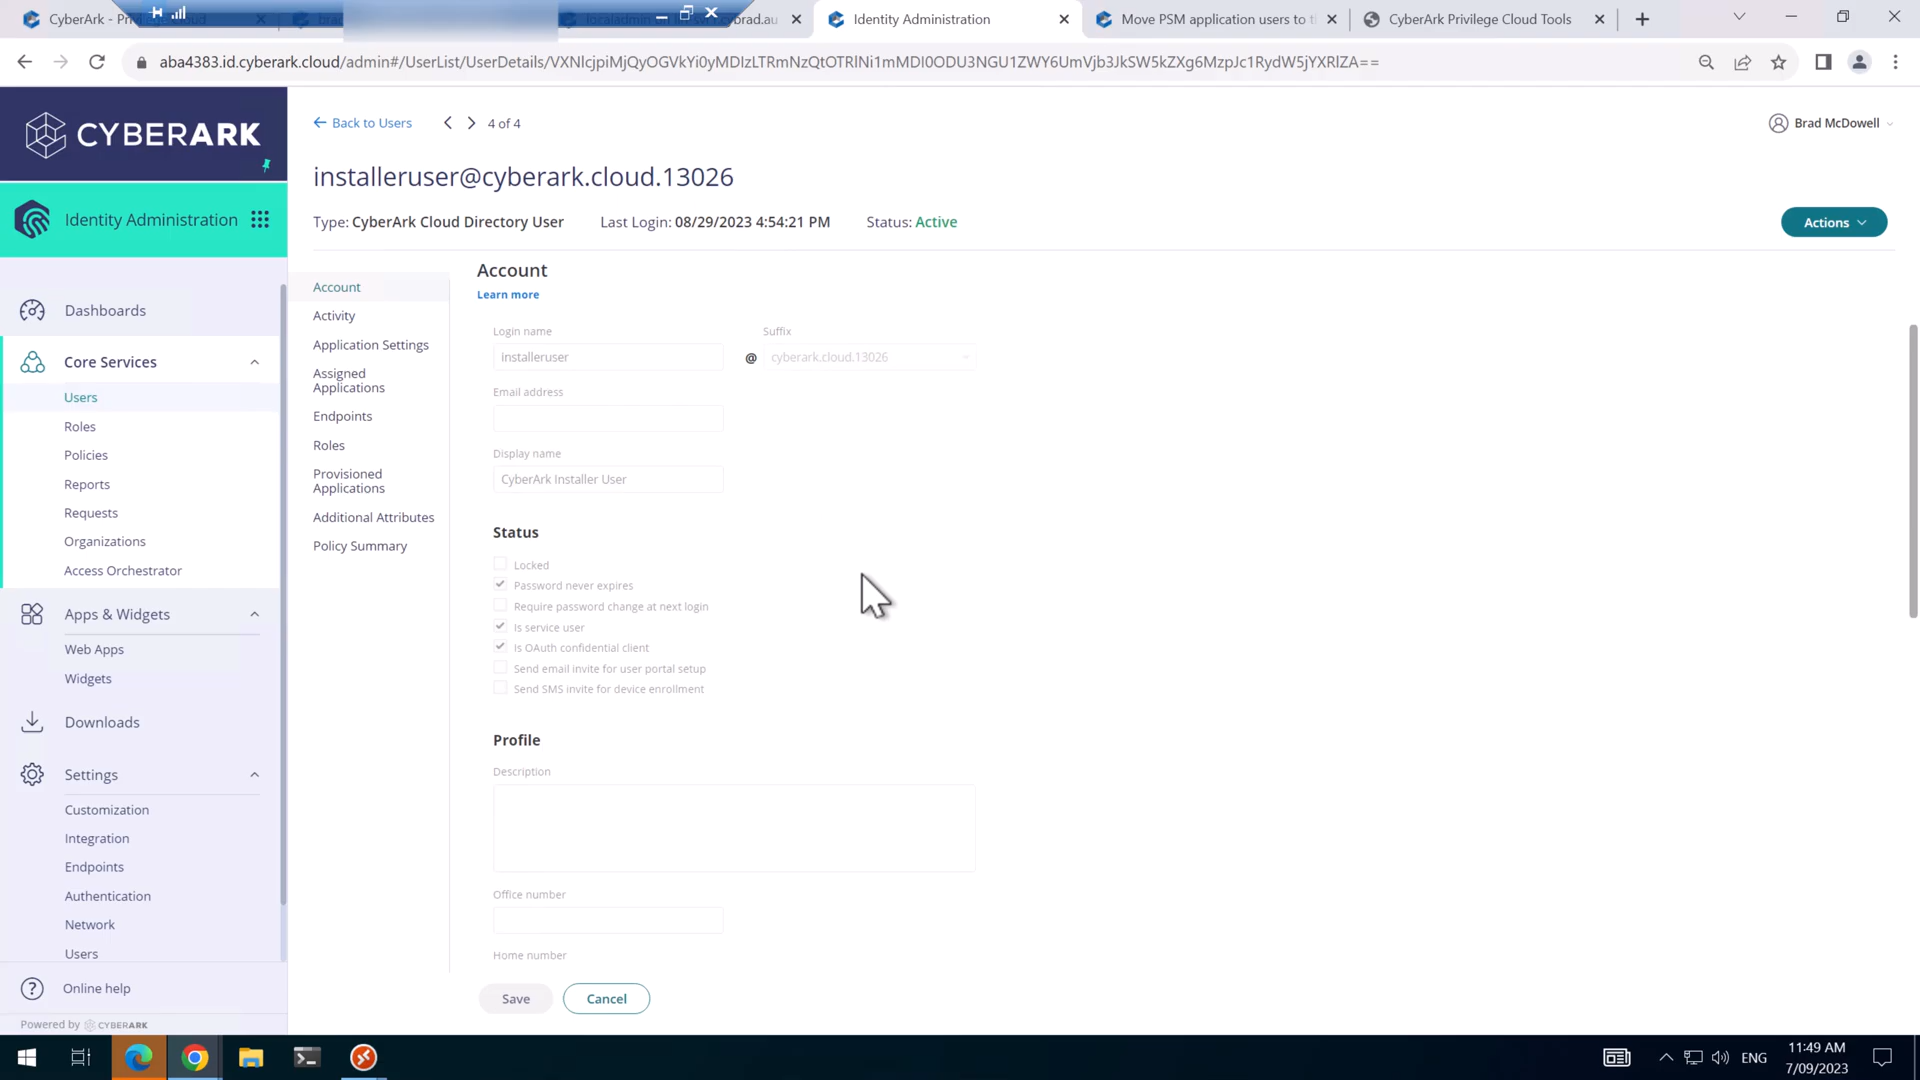 CyberArk - Pri
Identity Administration
Move PSM application users to t
CyberArk Privilege Cloud Tools
aba4383.id.cyberark.cloud/admin#/UserList/UserDetails/VXNlcjpiMjQyOGVkYi0yMDIzLTRmNzQtOTRlNi1mMDI0ODU3NGU1ZWY6UmVjb3JkSW5kZXg6MzpJc1RydW5jYXRlZA==
CYBERARK
Back to Users
4 of 4
Brad McDowell
installeruser@cyberark.cloud.13026
Identity Administration
Type: CyberArk Cloud Directory User
Last Login: 08/29/2023 4:54:21 PM
Status: Active
Actions
Dashboards
Core Services
Users
Roles
Policies
Reports
Requests
Organizations
Access Orchestrator
Apps & Widgets
Web Apps
Widgets
Downloads
Settings
Customization
Integration
Endpoints
Authentication
Network
Users
Online help
Powered by CYBERARK
Account
Activity
Application Settings
Assigned
Applications
Endpoints
Roles
Provisioned
Applications
Additional Attributes
Policy Summary
Account
Learn more
Login name
Suffix
installeruser
@
cyberark.cloud.13026
Email address
Display name
CyberArk Installer User
Status
Locked
Password never expires
Require password change at next login
Is service user
Is OAuth confidential client
Send email invite for user portal setup
Send SMS invite for device enrollment
Profile
Description
Office number
Home number
Save
Cancel
ENG
11:49 AM
7/09/2023